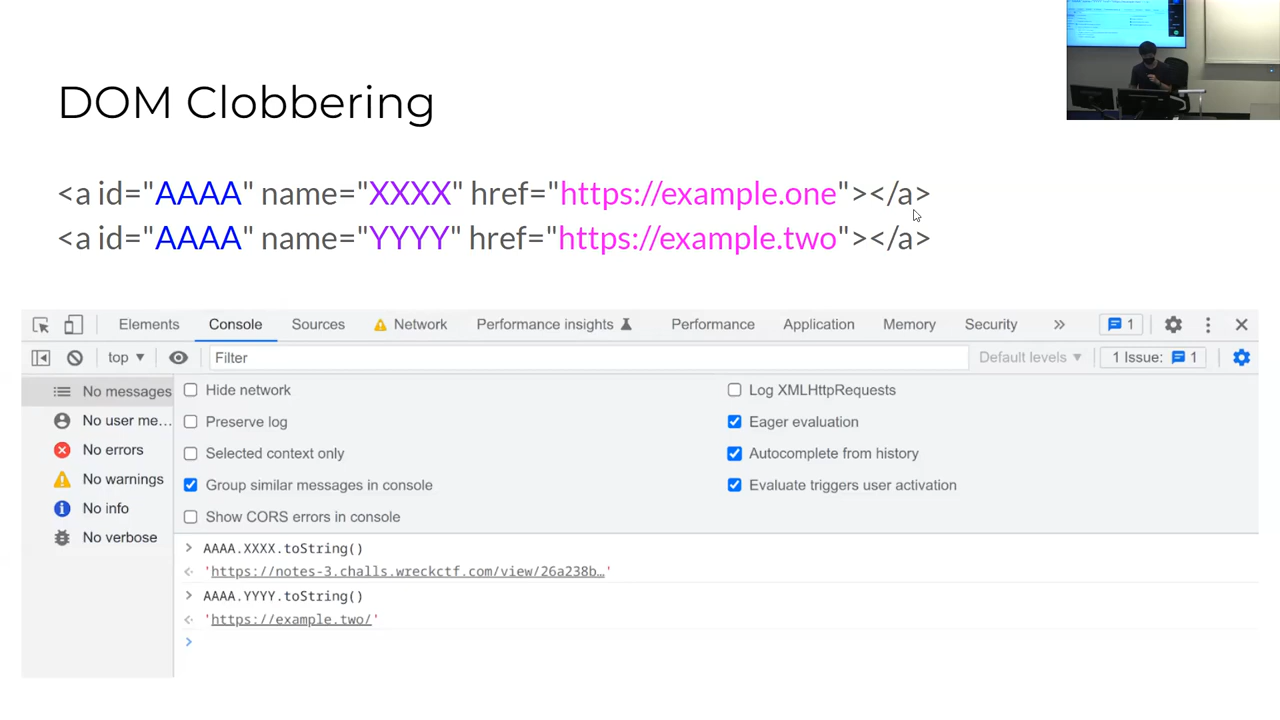 DOM Clobbering
<a id="AAAA" name="XXXX" href="https://example.one"></a>
<a id="AAAA" name="YYYY" href="https://example.two"></a>
Elements Console Sources Network Performance insights Performance Application Memory Security » 1
top ▼ Filter Default levels ▼ 1 Issue: 1
No messages
No user me…
No errors
No warnings
No info
No verbose
Hide network Log XMLHttpRequests
Preserve log Eager evaluation
Selected context only Autocomplete from history
Group similar messages in console Evaluate triggers user activation
Show CORS errors in console
> AAAA.XXXX.toString()
'https://notes-3.challs.wreckctf.com/view/26a238b…'
> AAAA.YYYY.toString()
'https://example.two/'
>